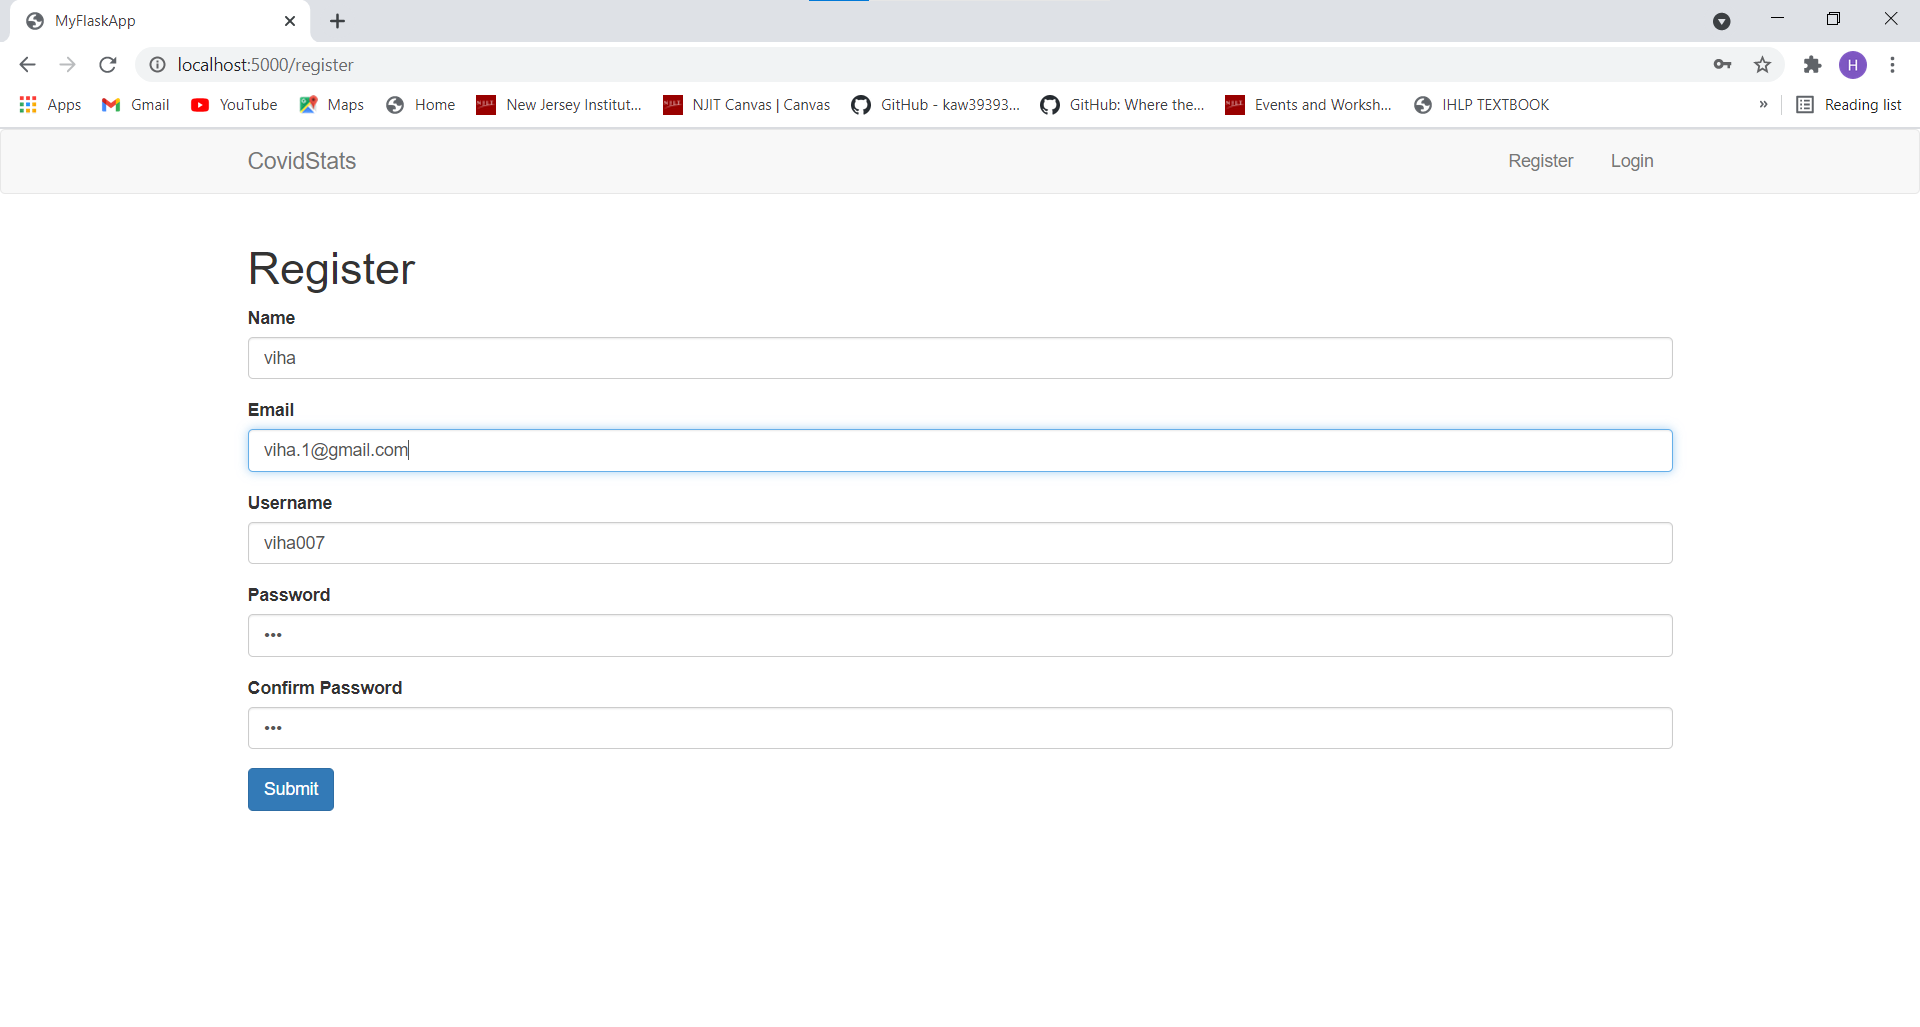 MyFlaskApp
localhost:5000/register
Apps Gmail YouTube Maps Home New Jersey Institut... NJIT Canvas | Canvas GitHub - kaw39393... GitHub: Where the... Events and Worksh... IHLP TEXTBOOK » Reading list
H
CovidStats Register Login
Register
Name
viha
Email
viha.1@gmail.com
Username
viha007
Password
•••
Confirm Password
•••
Submit